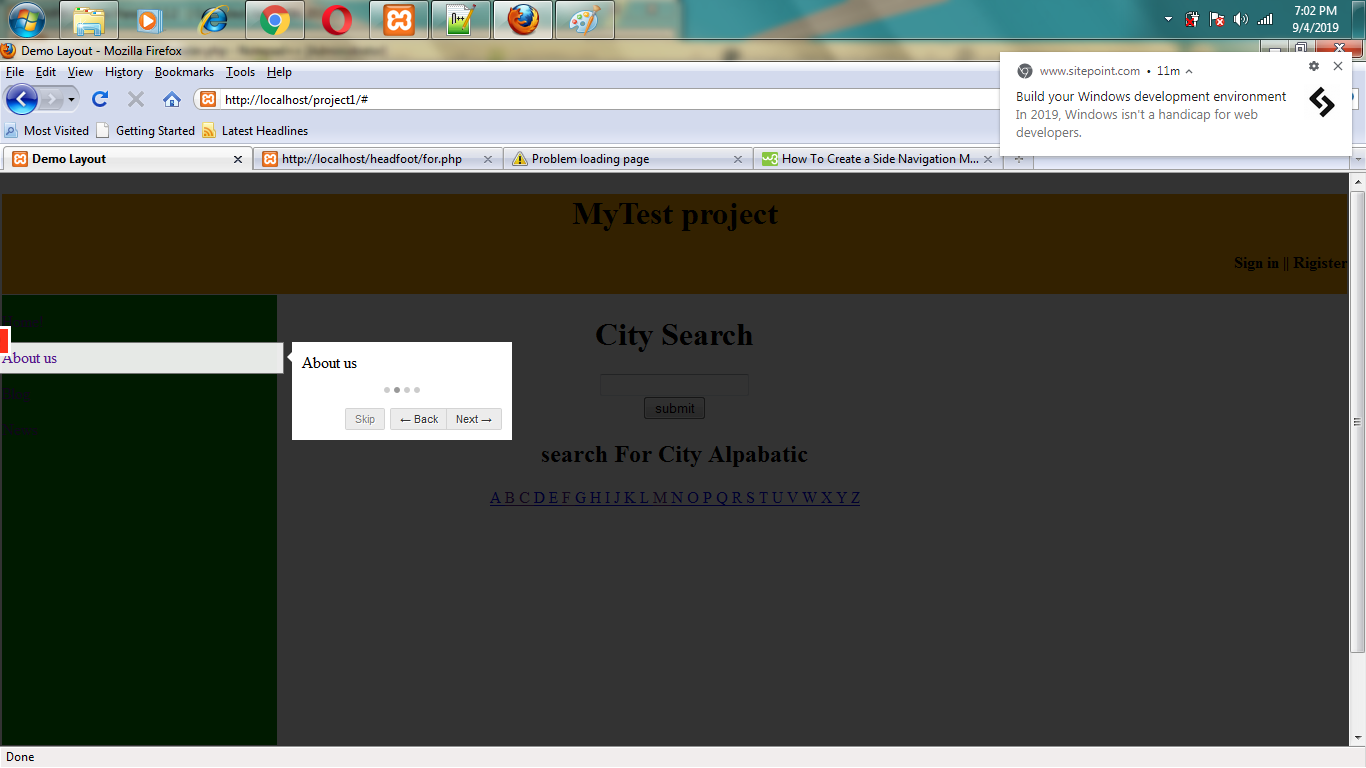 7:02 PM
9/4/2019
Demo Layout - Mozilla Firefox
File Edit View History Bookmarks Tools Help
http://localhost/project1/#
Most Visited Getting Started Latest Headlines
www.sitepoint.com • 11m
Build your Windows development environment
In 2019, Windows isn't a handicap for web
developers.
Demo Layout http://localhost/headfoot/for.php Problem loading page How To Create a Side Navigation M...
MyTest project
Sign in || Rigister
City Search
About us
About us
Skip ← Back Next →
submit
search For City Alpabatic
A B C D E F G H I J K L M N O P Q R S T U V W X Y Z
Done